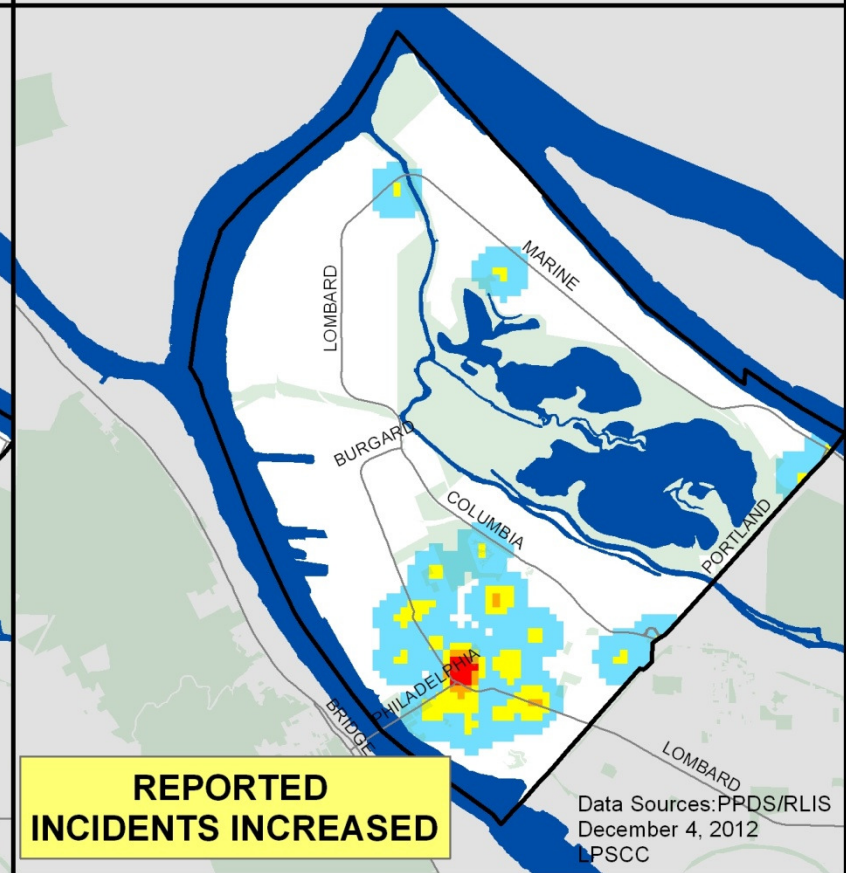 MARINE
LOMBARD
BURGARD
COLUMBIA
PORTLAND
PHILADELPHIA
BRIDGE
LOMBARD
REPORTED
INCIDENTS INCREASED
Data Sources:PPDS/RLIS
December 4, 2012
LPSCC